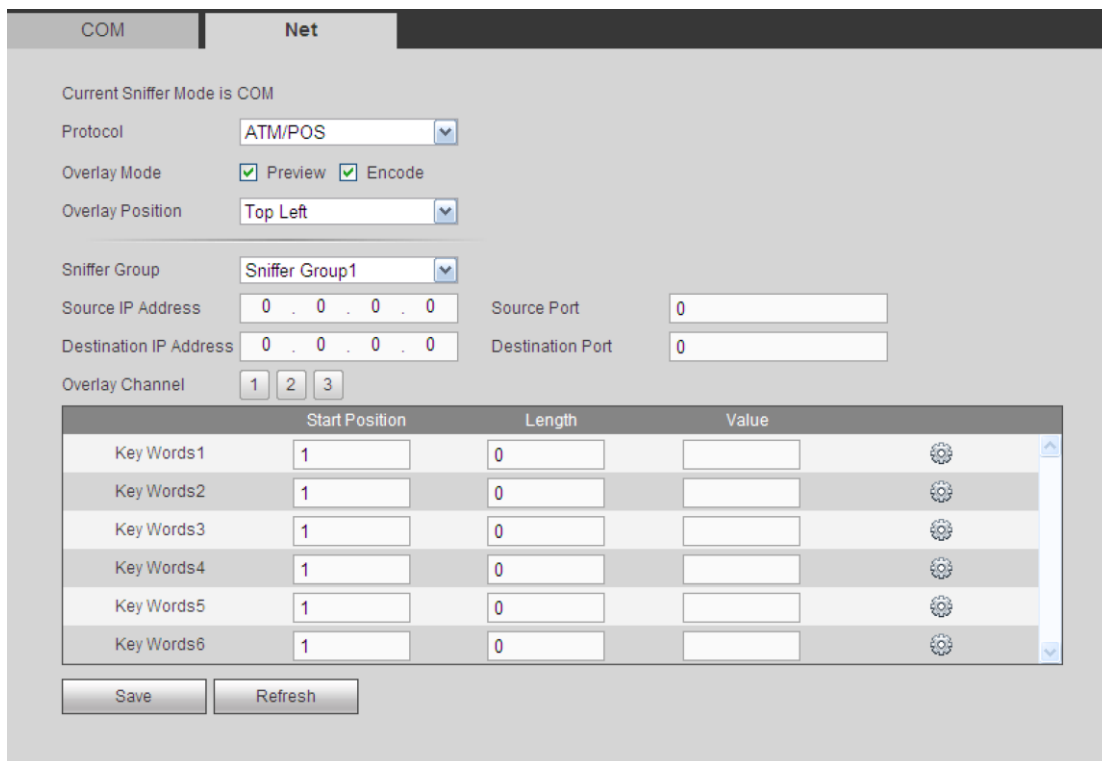 COM Net
Current Sniffer Mode is COM
Protocol ATM/POS
Overlay Mode Preview Encode
Overlay Position Top Left
Sniffer Group Sniffer Group1
Source IP Address 0 . 0 . 0 . 0 Source Port 0
Destination IP Address 0 . 0 . 0 . 0 Destination Port 0
Overlay Channel 1 2 3
Start Position Length Value
Key Words1 1 0
Key Words2 1 0
Key Words3 1 0
Key Words4 1 0
Key Words5 1 0
Key Words6 1 0
Save Refresh